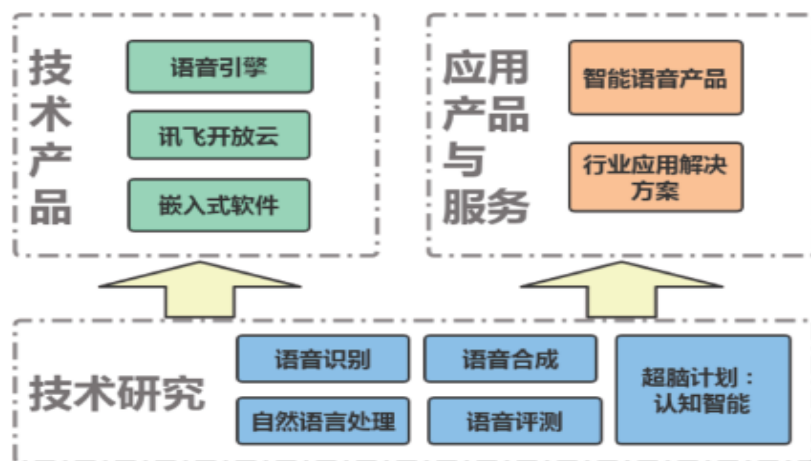 技
术
产
品
语音引擎
讯飞开放云
嵌入式软件
应用
产品
与
服务
智能语音产品
行业应用解决
方案
技术研究
语音识别
语音合成
自然语言处理
语音评测
超脑计划：
认知智能